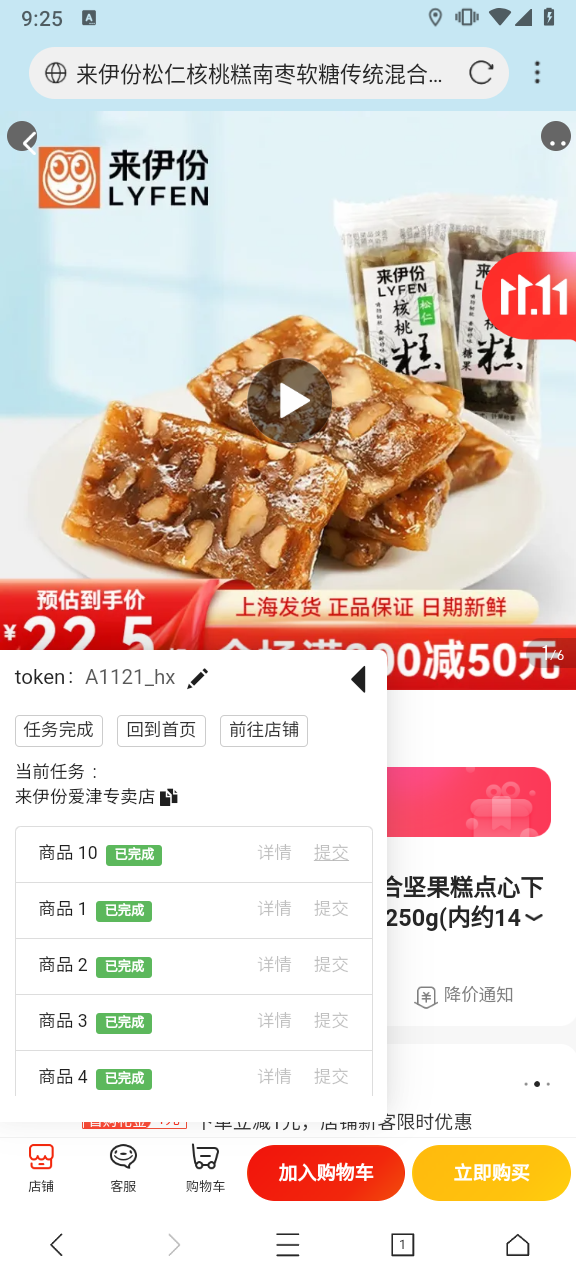 9:25
A
来伊份松仁核桃糕南枣软糖传统混合...
来伊份
LYFEN
来伊份
LYFEN
核桃糕
松仁
糖果
11.11
预估到手价
¥22.5
上海发货 正品保证 日期新鲜
全场满300减50元
1/6
token: A1121_hx
任务完成
回到首页
前往店铺
当前任务：
来伊份爱津专卖店
商品 10 已完成 详情 提交
商品 1 已完成 详情 提交
商品 2 已完成 详情 提交
商品 3 已完成 详情 提交
商品 4 已完成 详情 提交
合坚果糕点心下
250g(内约14
降价通知
下单立减1元，店铺新客限时优惠
店铺
客服
购物车
加入购物车
立即购买
1